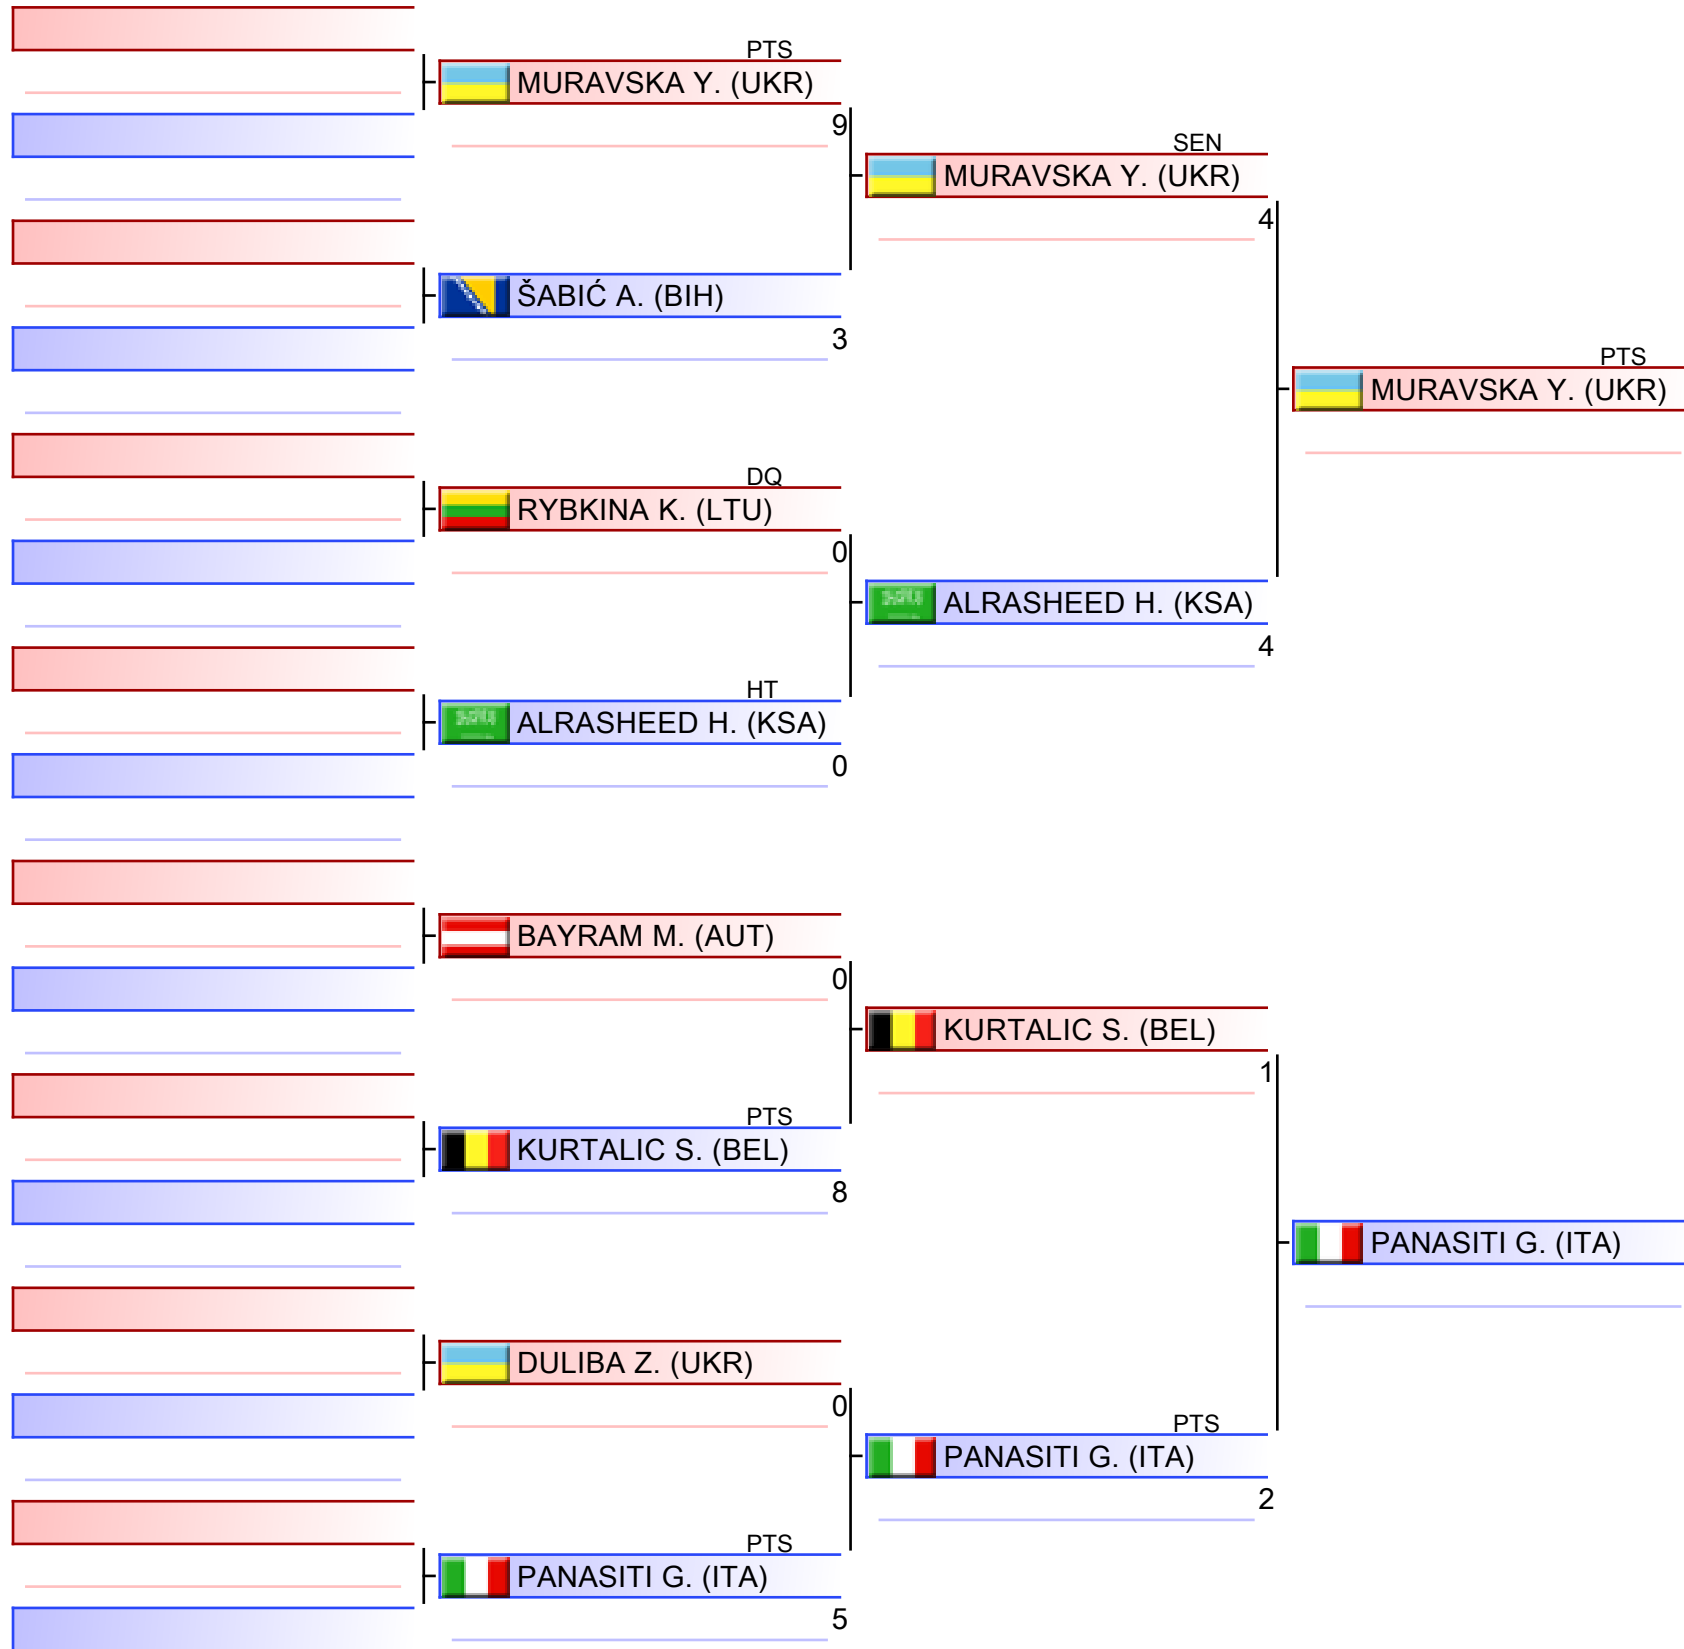 PTS
MURAVSKA Y. (UKR)
9
ŠABIĆ A. (BIH)
3
DQ
RYBKINA K. (LTU)
0
HT
ALRASHEED H. (KSA)
0
BAYRAM M. (AUT)
0
PTS
KURTALIC S. (BEL)
8
DULIBA Z. (UKR)
0
PTS
PANASITI G. (ITA)
5
SEN
MURAVSKA Y. (UKR)
4
ALRASHEED H. (KSA)
4
KURTALIC S. (BEL)
1
PTS
PANASITI G. (ITA)
2
PTS
MURAVSKA Y. (UKR)
PANASITI G. (ITA)